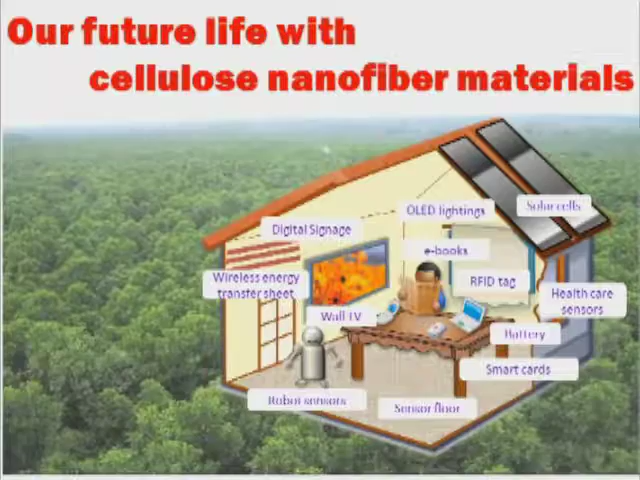 Our future life with
cellulose nanofiber materials
OLED lightings
Solar cells
Digital Signage
e-books
Wireless energy
transfer sheet
RFID tag
Health care
sensors
Wall TV
Battery
Smart cards
Robot sensors
Sensor floor